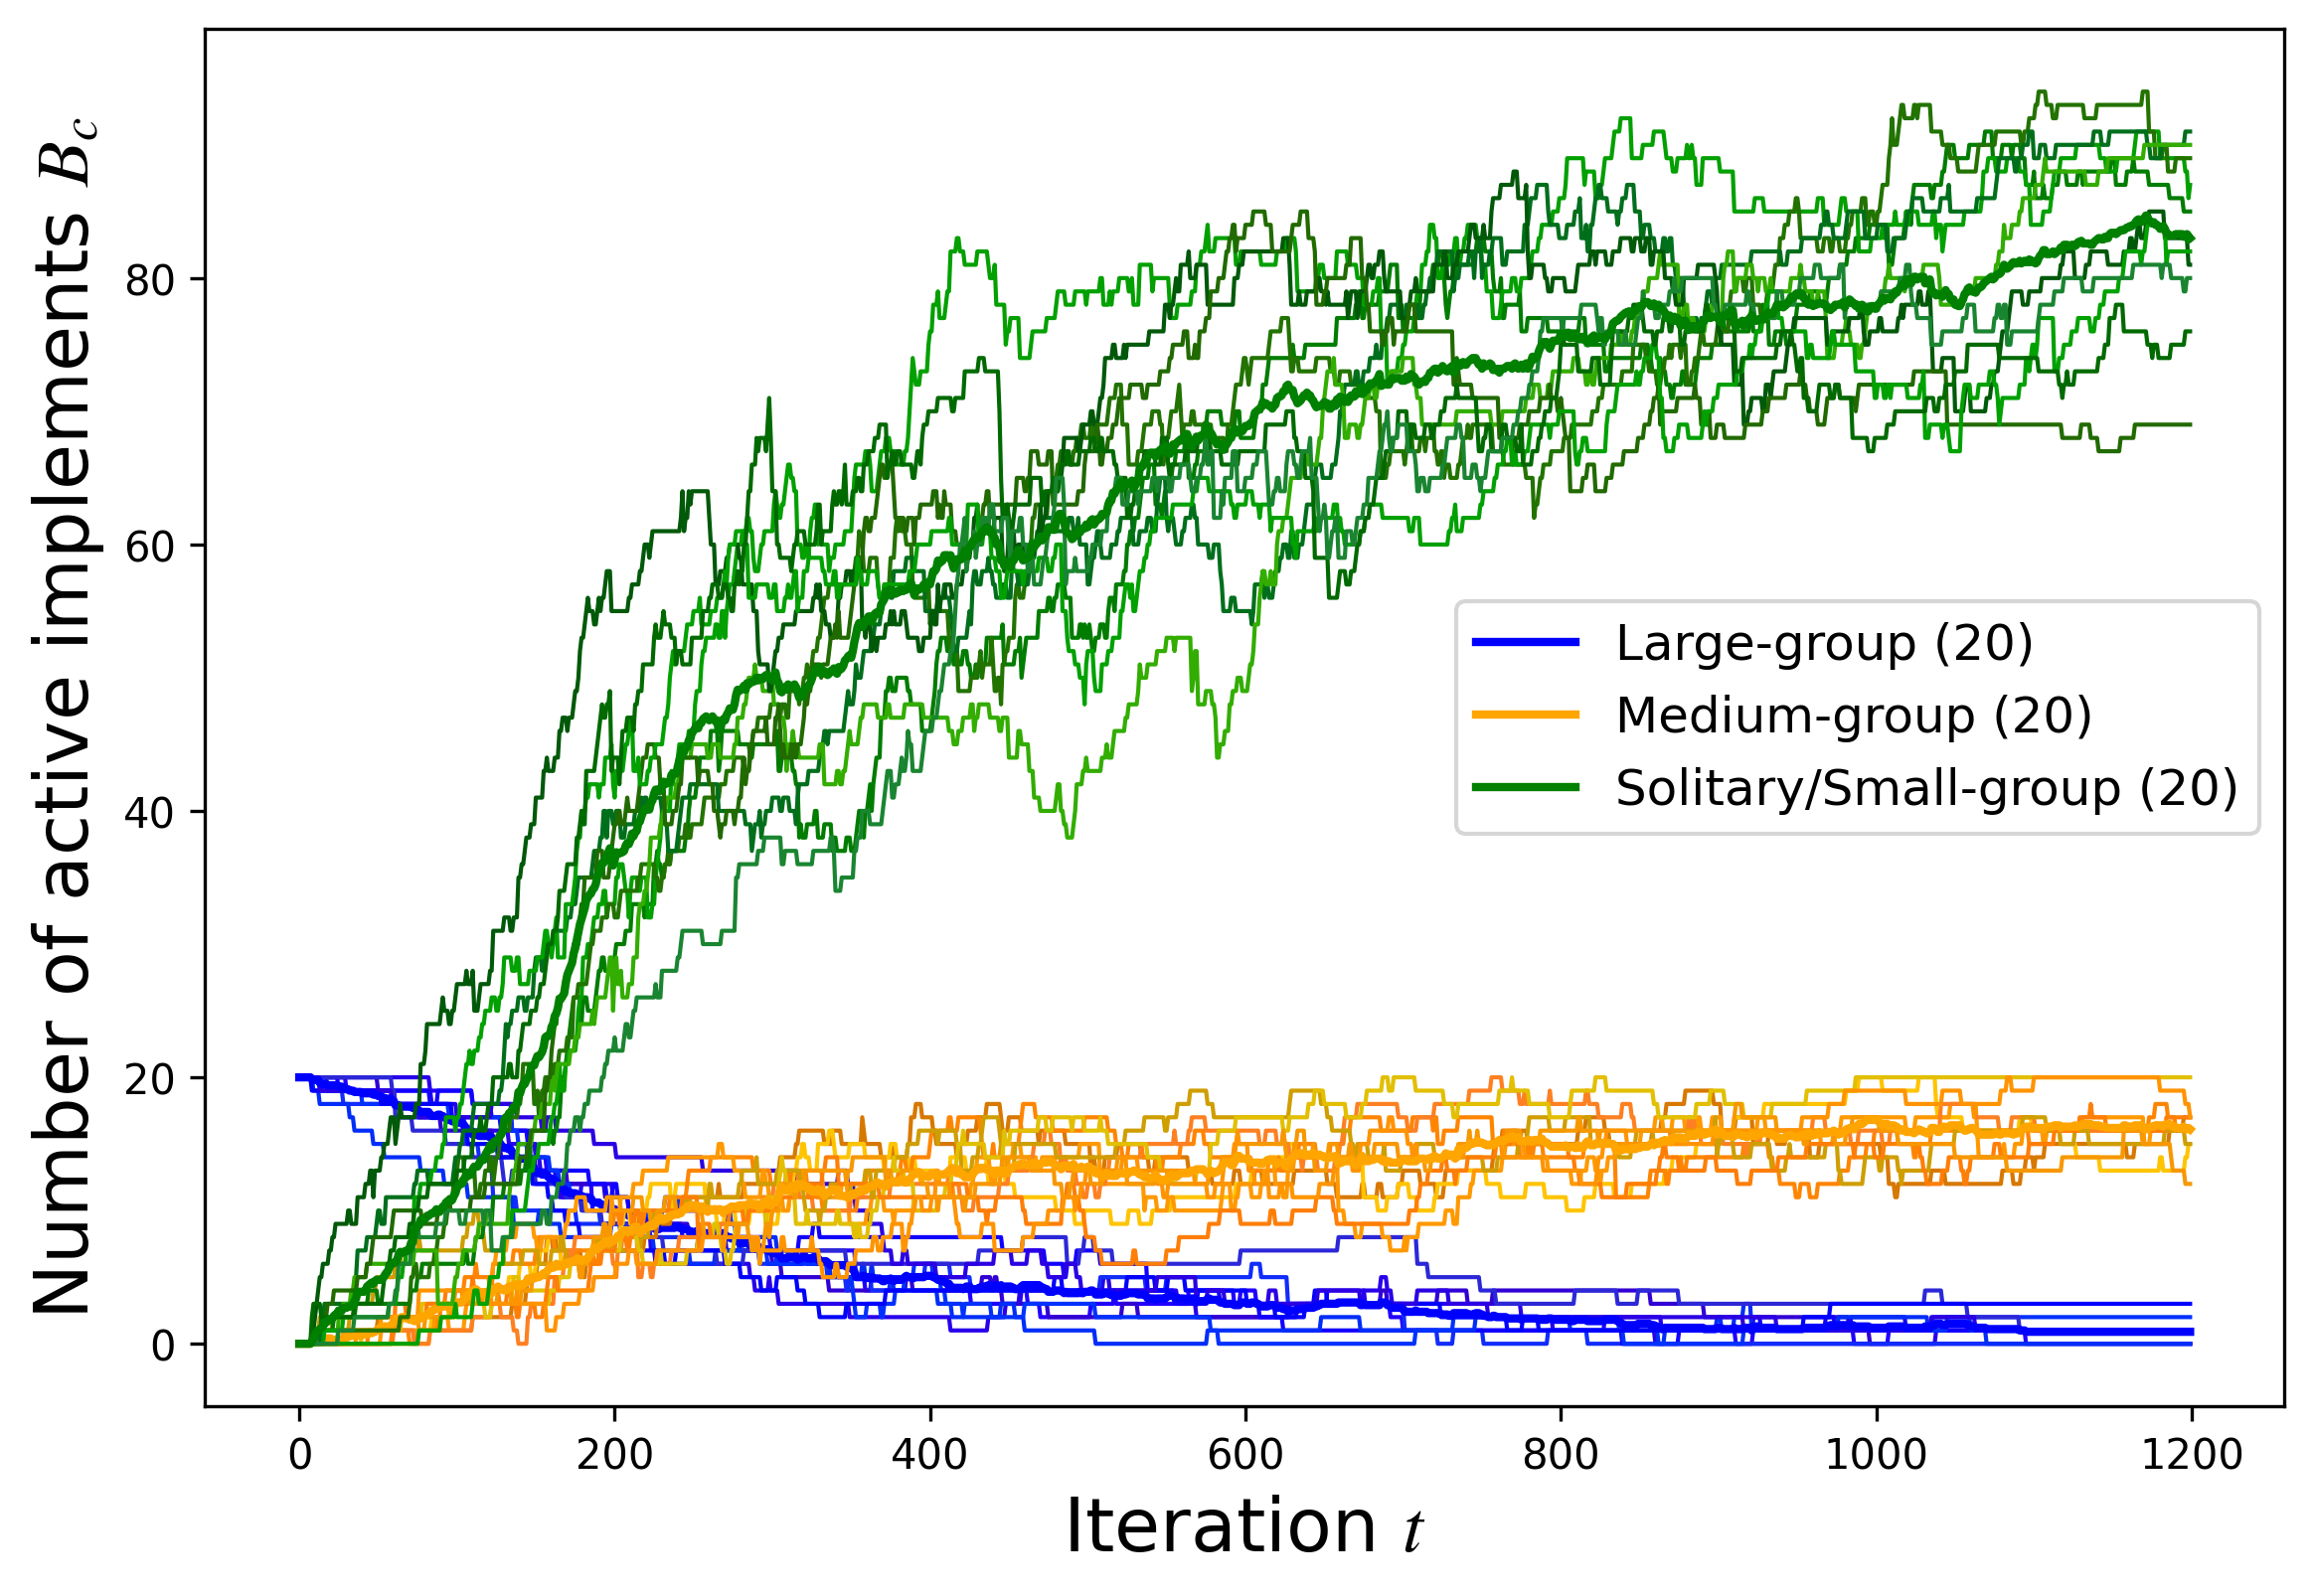 Number of active implements B_c
80
60
40
20
0
Large-group (20)
Medium-group (20)
Solitary/Small-group (20)
0 200 400 600 800 1000 1200
Iteration t